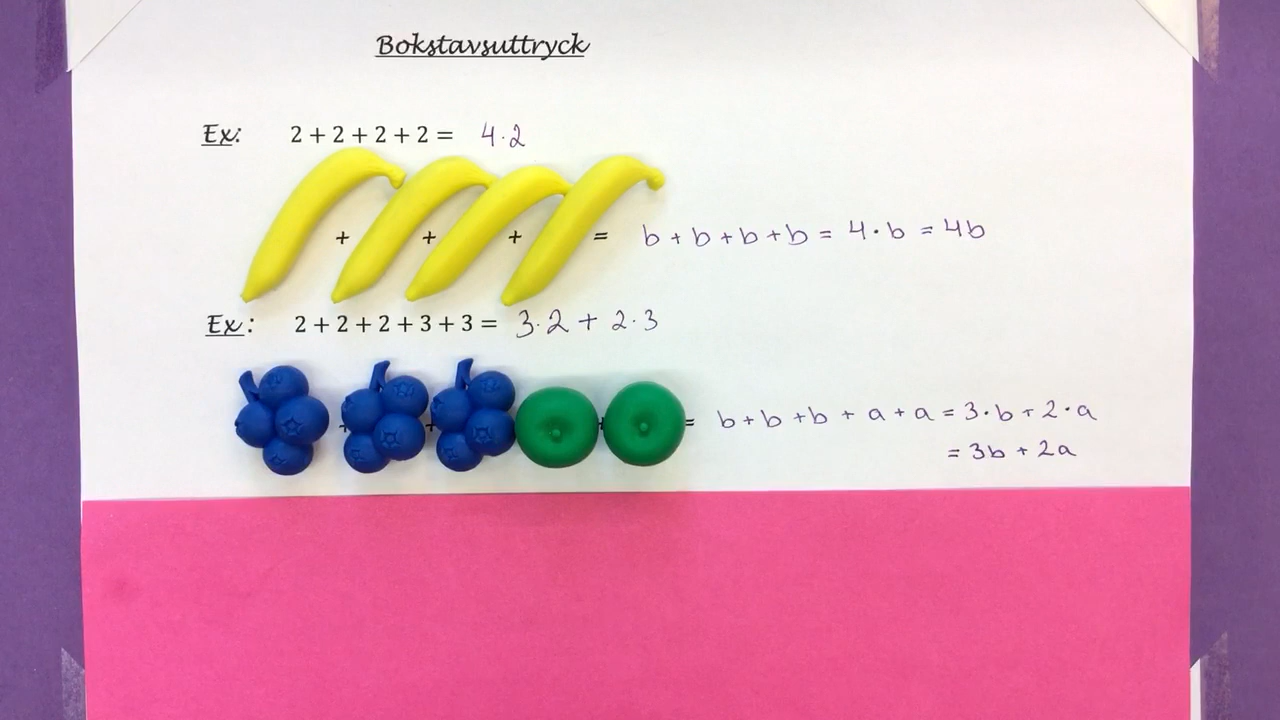 Bokstavsuttryck
Ex: 2 + 2 + 2 + 2 = 4·2
+ + + = b + b + b + b = 4·b = 4b
Ex: 2 + 2 + 2 + 3 + 3 = 3·2 + 2·3
+ + + = b + b + b + a + a = 3·b + 2·a
= 3b + 2a